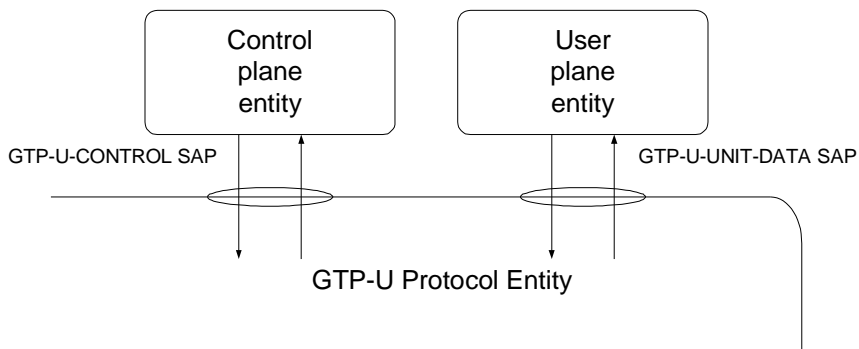 Control
plane
entity
User
plane
entity
GTP-U-CONTROL SAP
GTP-U-UNIT-DATA SAP
GTP-U Protocol Entity